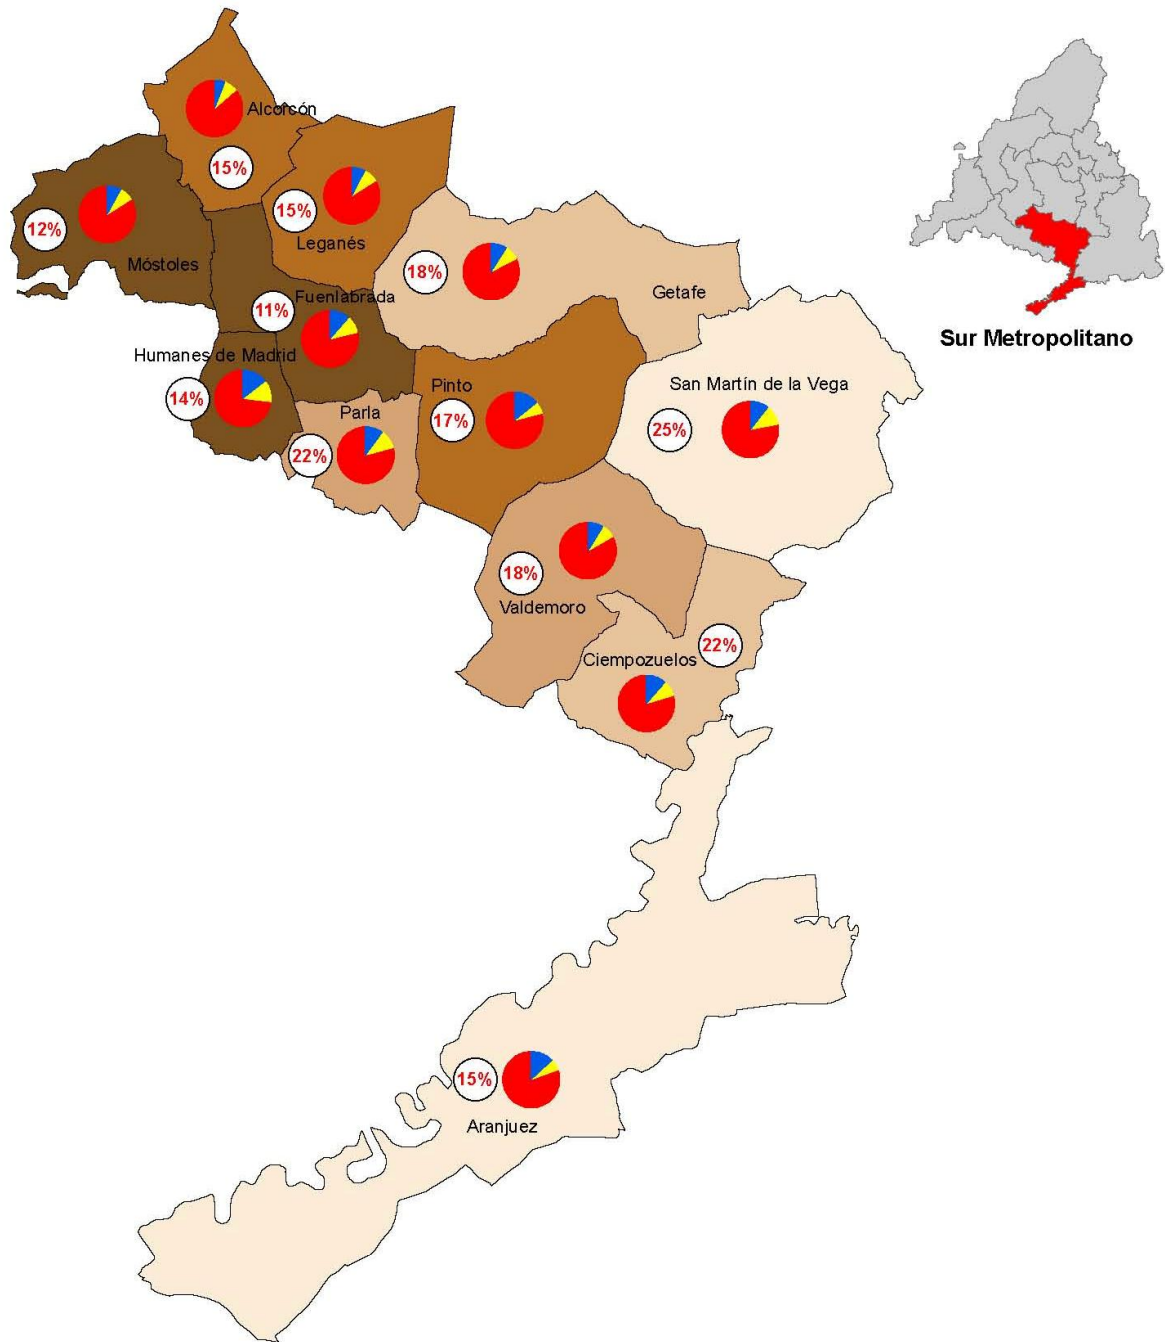 Alcorcón
15%
15%
Leganés
12%
Móstoles
18%
Getafe
11%
Fuenlabrada
Sur Metropolitano
Humanes de Madrid
14%
Pinto
17%
San Martín de la Vega
25%
Parla
22%
18%
Valdemoro
22%
Ciempozuelos
15%
Aranjuez